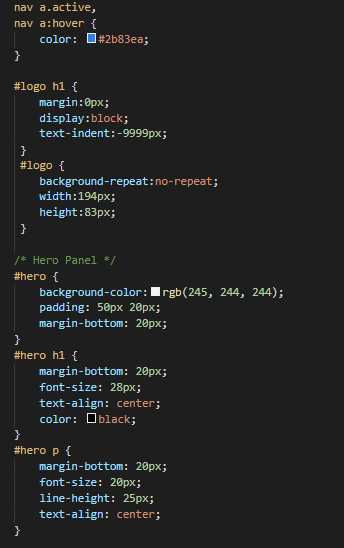 nav a.active,
nav a:hover {
    color: #2b83ea;
}

#logo h1 {
    margin:0px;
    display:block;
    text-indent:-9999px;
 }
 #logo {
    background-repeat:no-repeat;
    width:194px;
    height:83px;
 }

/* Hero Panel */
#hero {
    background-color: rgb(245, 244, 244);
    padding: 50px 20px;
    margin-bottom: 20px;
}
#hero h1 {
    margin-bottom: 20px;
    font-size: 28px;
    text-align: center;
    color: black;
}
#hero p {
    margin-bottom: 20px;
    font-size: 20px;
    line-height: 25px;
    text-align: center;
}